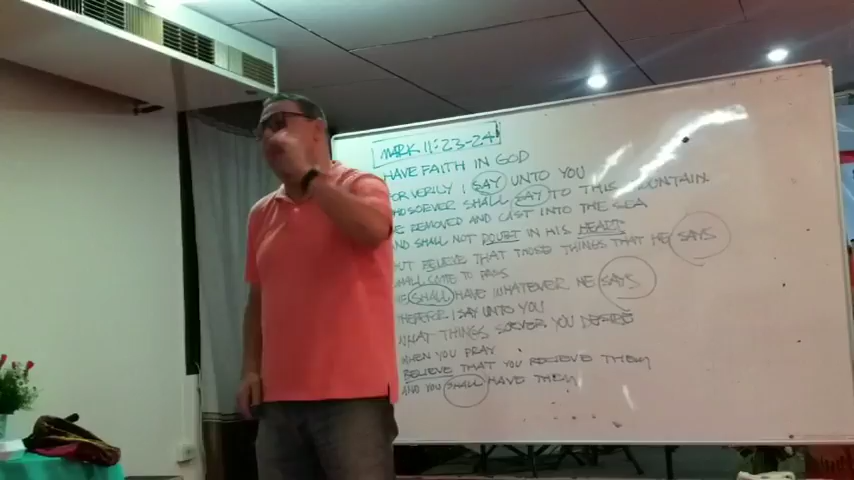 MARK 11:23-24
HAVE FAITH IN GOD
FOR VERILY I SAY UNTO YOU
WHOSOEVER SHALL SAY TO THIS MOUNTAIN
BE REMOVED AND CAST INTO THE SEA
AND SHALL NOT DOUBT IN HIS HEART
BUT BELIEVE THAT THOSE THINGS THAT HE SAYS
SHALL COME TO PASS
HE SHALL HAVE WHATEVER HE SAYS
THEREFOR I SAY UNTO YOU
WHAT THINGS SOEVER YOU DESIRE
WHEN YOU PRAY
BELIEVE THAT YOU RECIEVE THEM
AND YOU SHALL HAVE THEM